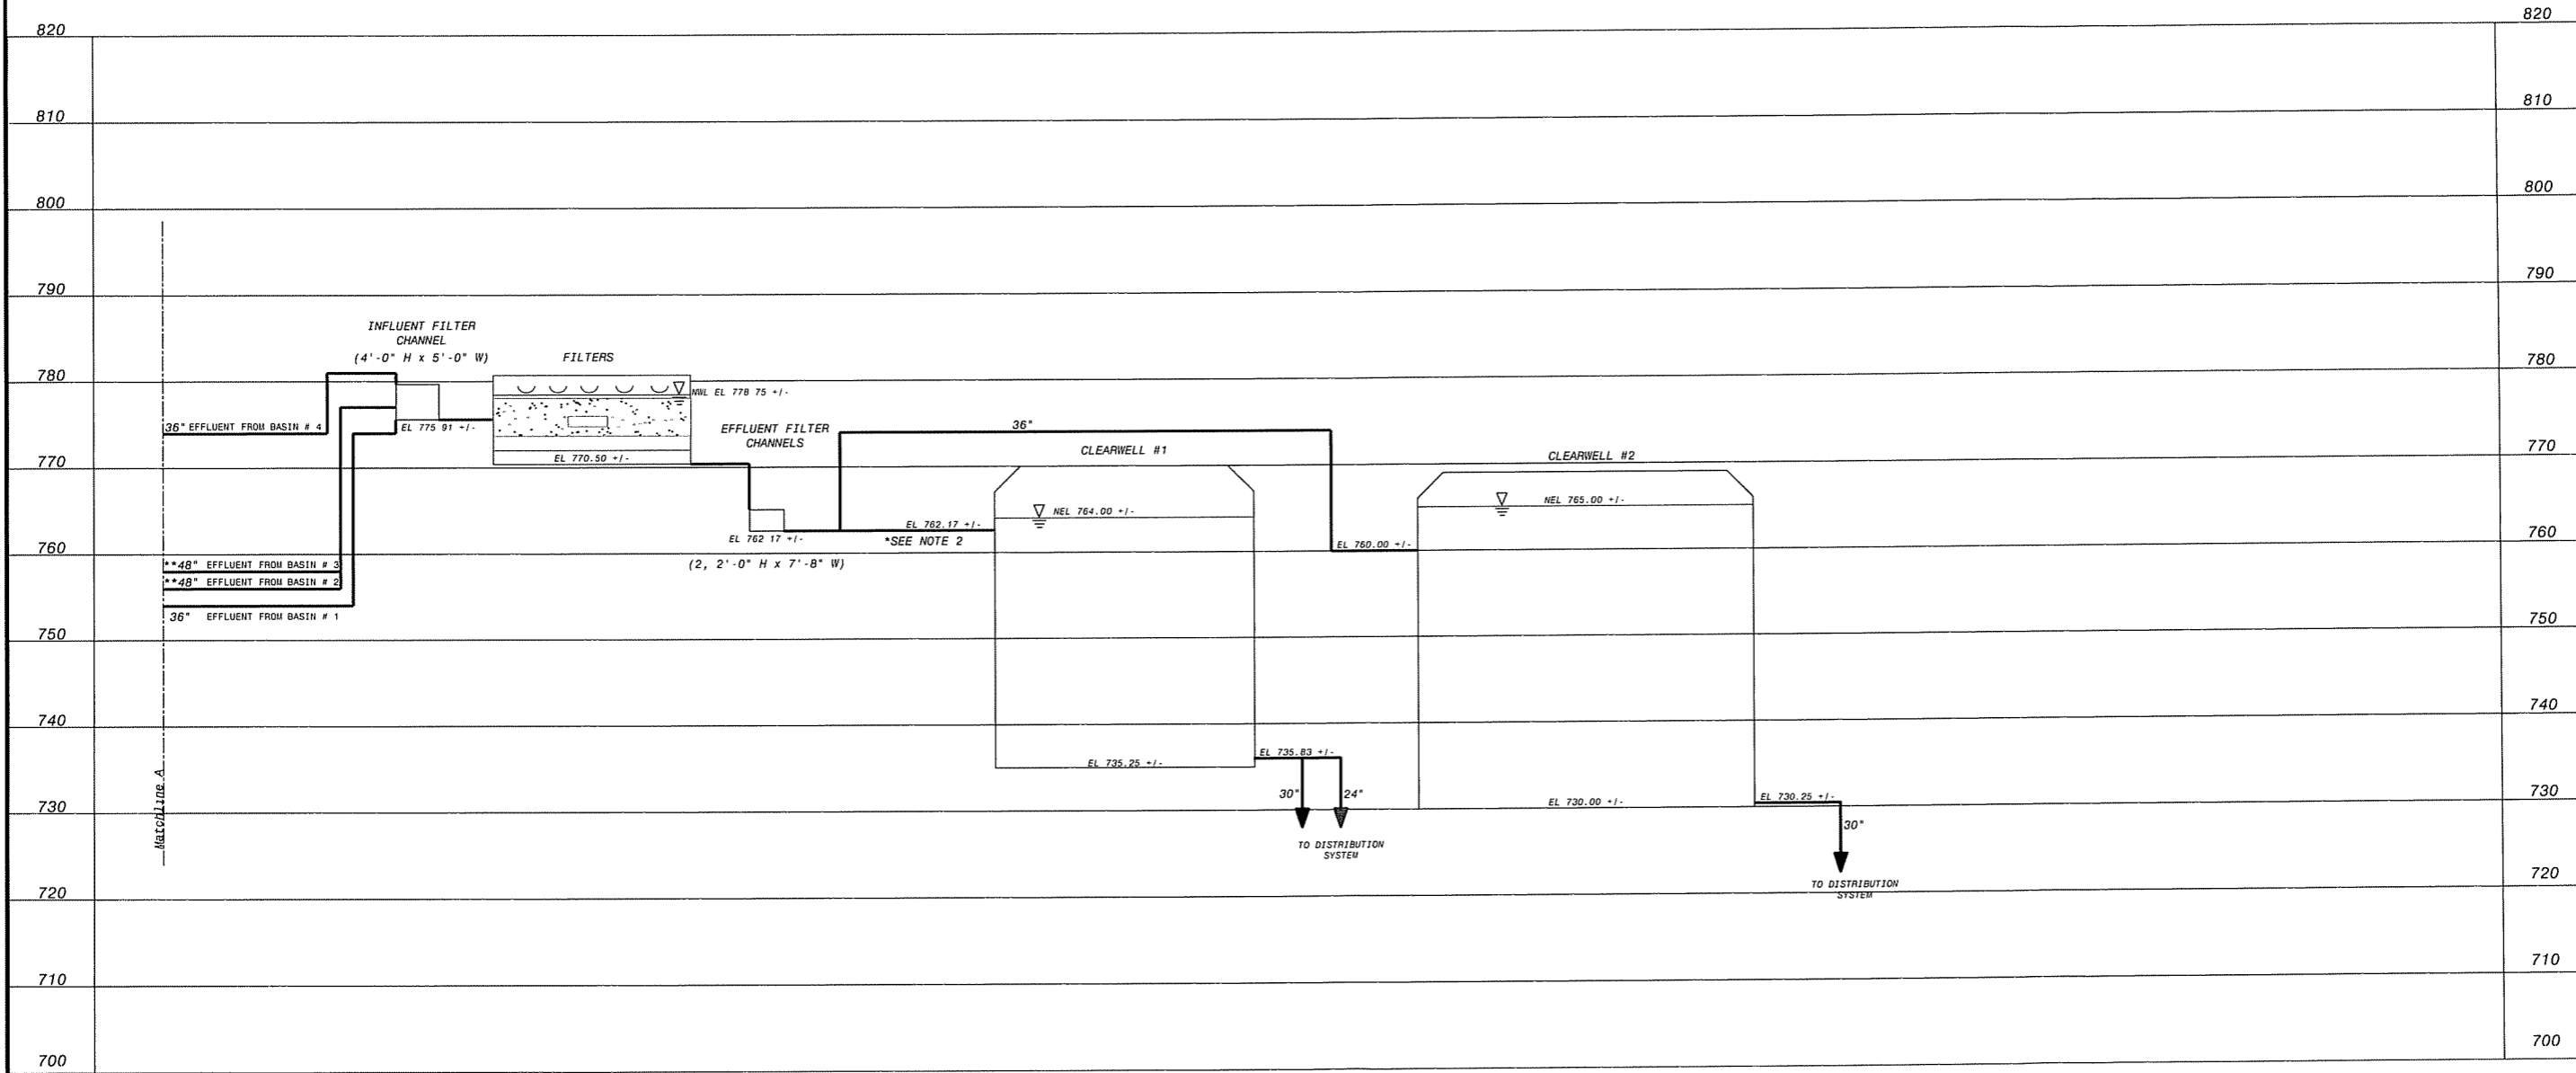 820 820
810 810
800 800
790 790
INFLUENT FILTER
CHANNEL
(4'-0" H x 5'-0" W)
FILTERS
780 780
NWL EL 778 75 +/-
36" EFFLUENT FROM BASIN # 4
EL 775 91 +/-
EFFLUENT FILTER
CHANNELS
36"
CLEARWELL #1
CLEARWELL #2
770 770
EL 770.50 +/-
NEL 764.00 +/-
NEL 765.00 +/-
EL 762.17 +/-
*SEE NOTE 2
EL 762 17 +/-
(2, 2'-0" H x 7'-8" W)
EL 760.00 +/-
760 760
**48" EFFLUENT FROM BASIN # 3
**48" EFFLUENT FROM BASIN # 2
36" EFFLUENT FROM BASIN # 1
750 750
740 740
EL 735.83 +/-
EL 735.25 +/-
Matchline A
30"
24"
730 730
EL 730.00 +/-
EL 730.25 +/-
30"
TO DISTRIBUTION
SYSTEM
TO DISTRIBUTION
SYSTEM
720 720
710 710
700 700